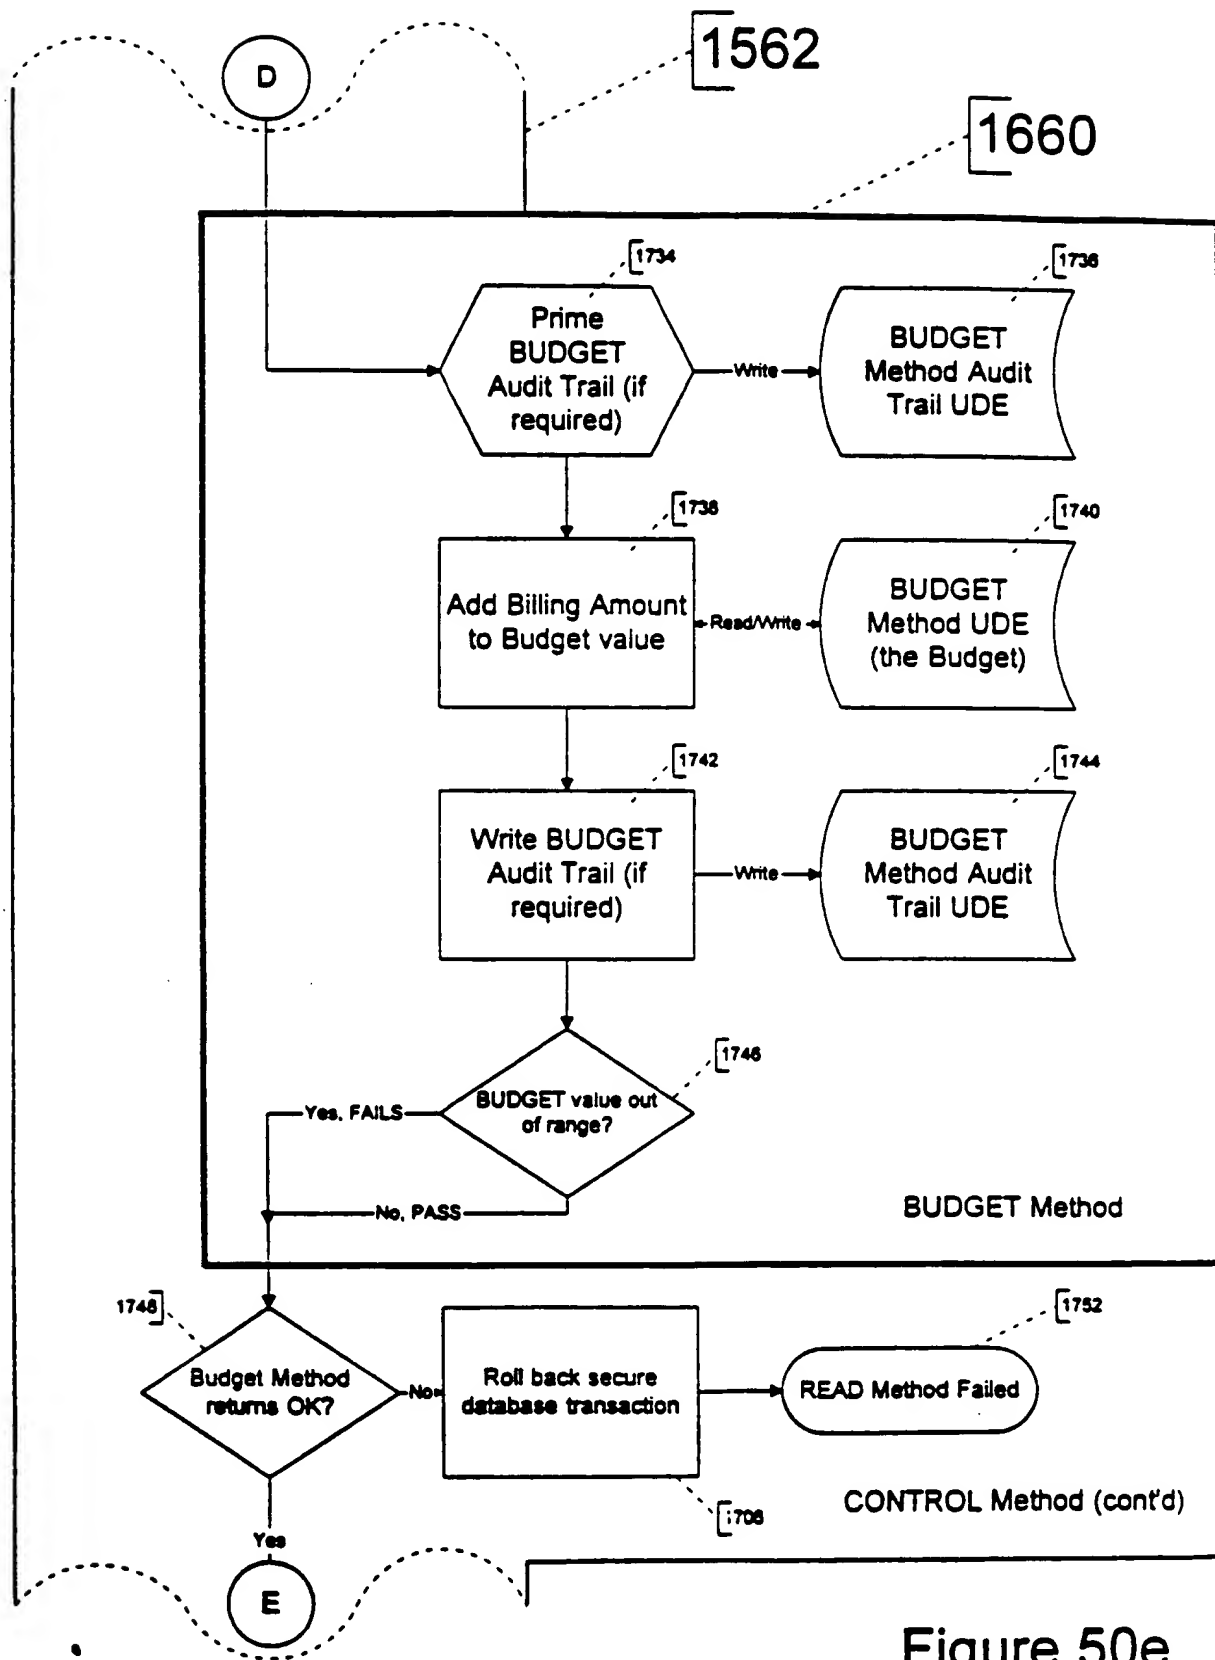 D
1562
1660
1734
Prime
BUDGET
Audit Trail (if
required)
Write
1736
BUDGET
Method Audit
Trail UDE
1738
Add Billing Amount
to Budget value
Read/Write
1740
BUDGET
Method UDE
(the Budget)
1742
Write BUDGET
Audit Trail (if
required)
Write
1744
BUDGET
Method Audit
Trail UDE
1746
BUDGET value out
of range?
Yes, FAILS
No, PASS
BUDGET Method
1748
Budget Method
returns OK?
No
Roll back secure
database transaction
1752
READ Method Failed
CONTROL Method (cont'd)
Yes
E
Figure 50e